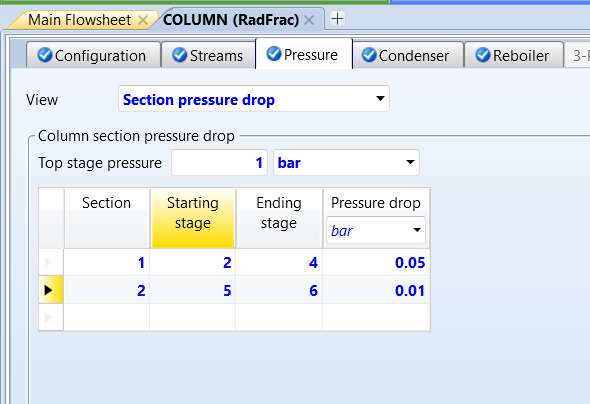 Main Flowsheet COLUMN (RadFrac)
Configuration Streams Pressure Condenser Reboiler
View Section pressure drop
Column section pressure drop
Top stage pressure 1 bar
Section Starting stage Ending stage Pressure drop
bar
1 2 4 0.05
2 5 6 0.01